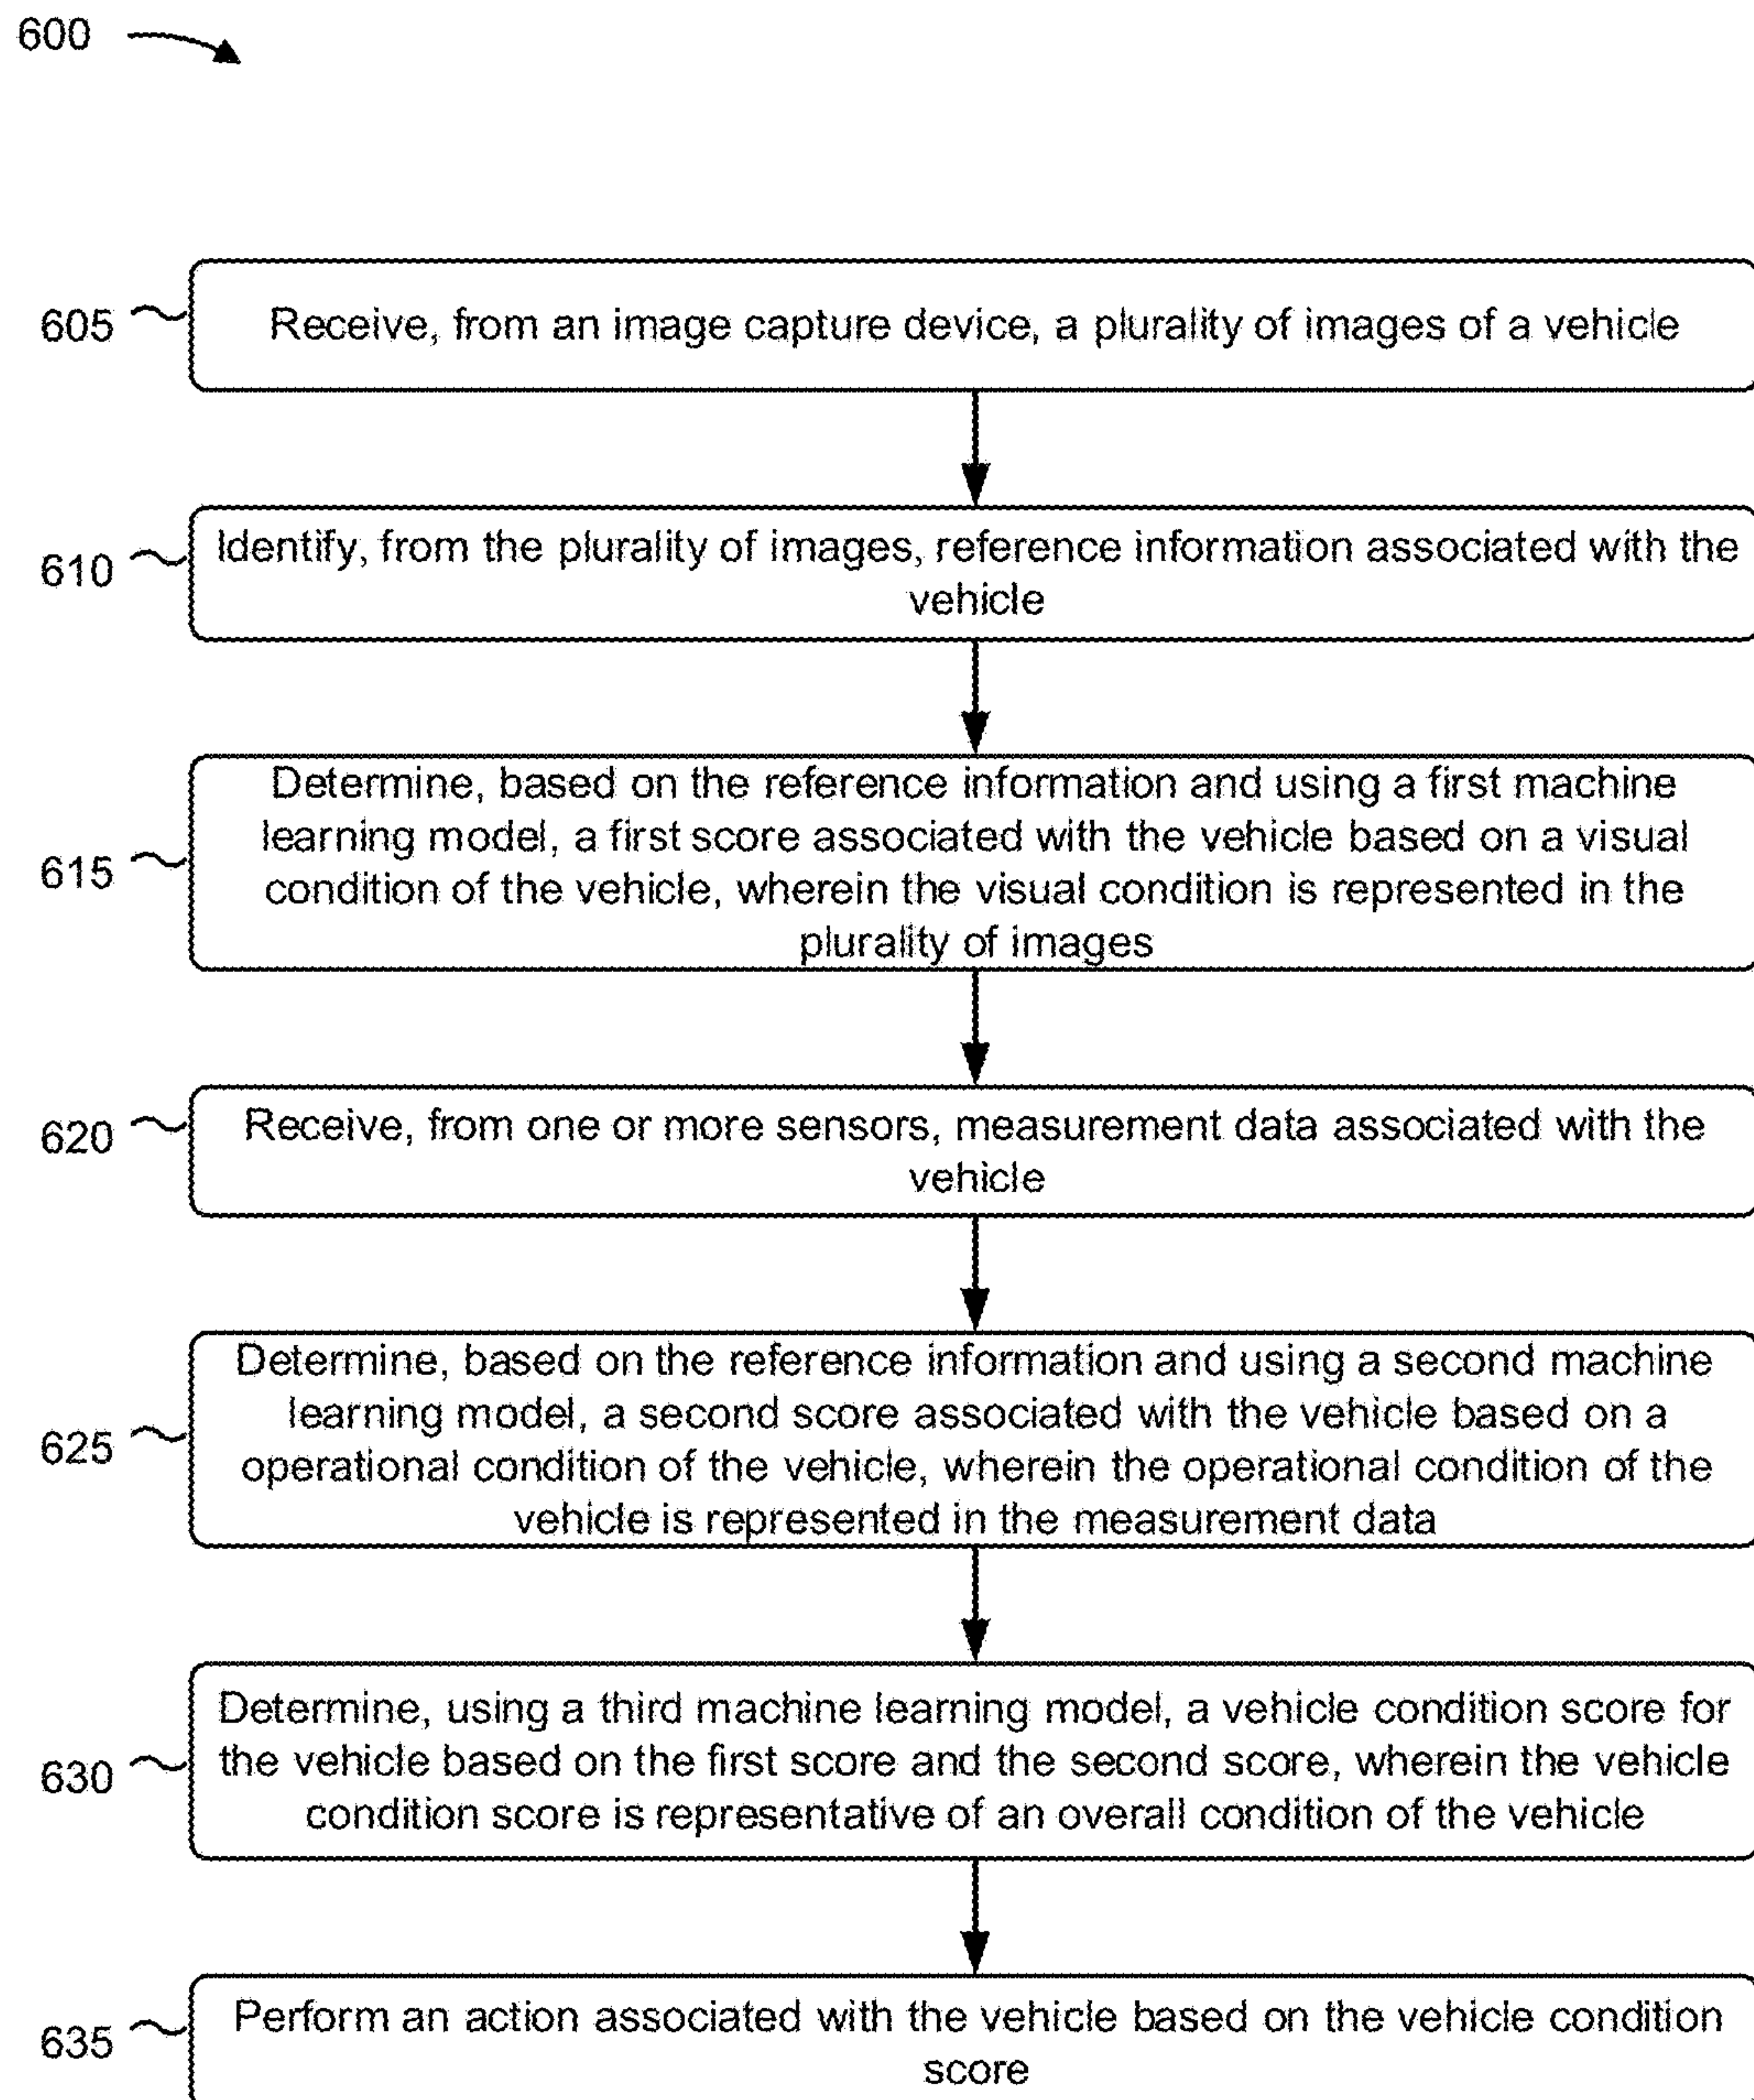 600
605
Receive, from an image capture device, a plurality of images of a vehicle
610
Identify, from the plurality of images, reference information associated with the
vehicle
615
Determine, based on the reference information and using a first machine
learning model, a first score associated with the vehicle based on a visual
condition of the vehicle, wherein the visual condition is represented in the
plurality of images
620
Receive, from one or more sensors, measurement data associated with the
vehicle
625
Determine, based on the reference information and using a second machine
learning model, a second score associated with the vehicle based on a
operational condition of the vehicle, wherein the operational condition of the
vehicle is represented in the measurement data
630
Determine, using a third machine learning model, a vehicle condition score for
the vehicle based on the first score and the second score, wherein the vehicle
condition score is representative of an overall condition of the vehicle
635
Perform an action associated with the vehicle based on the vehicle condition
score